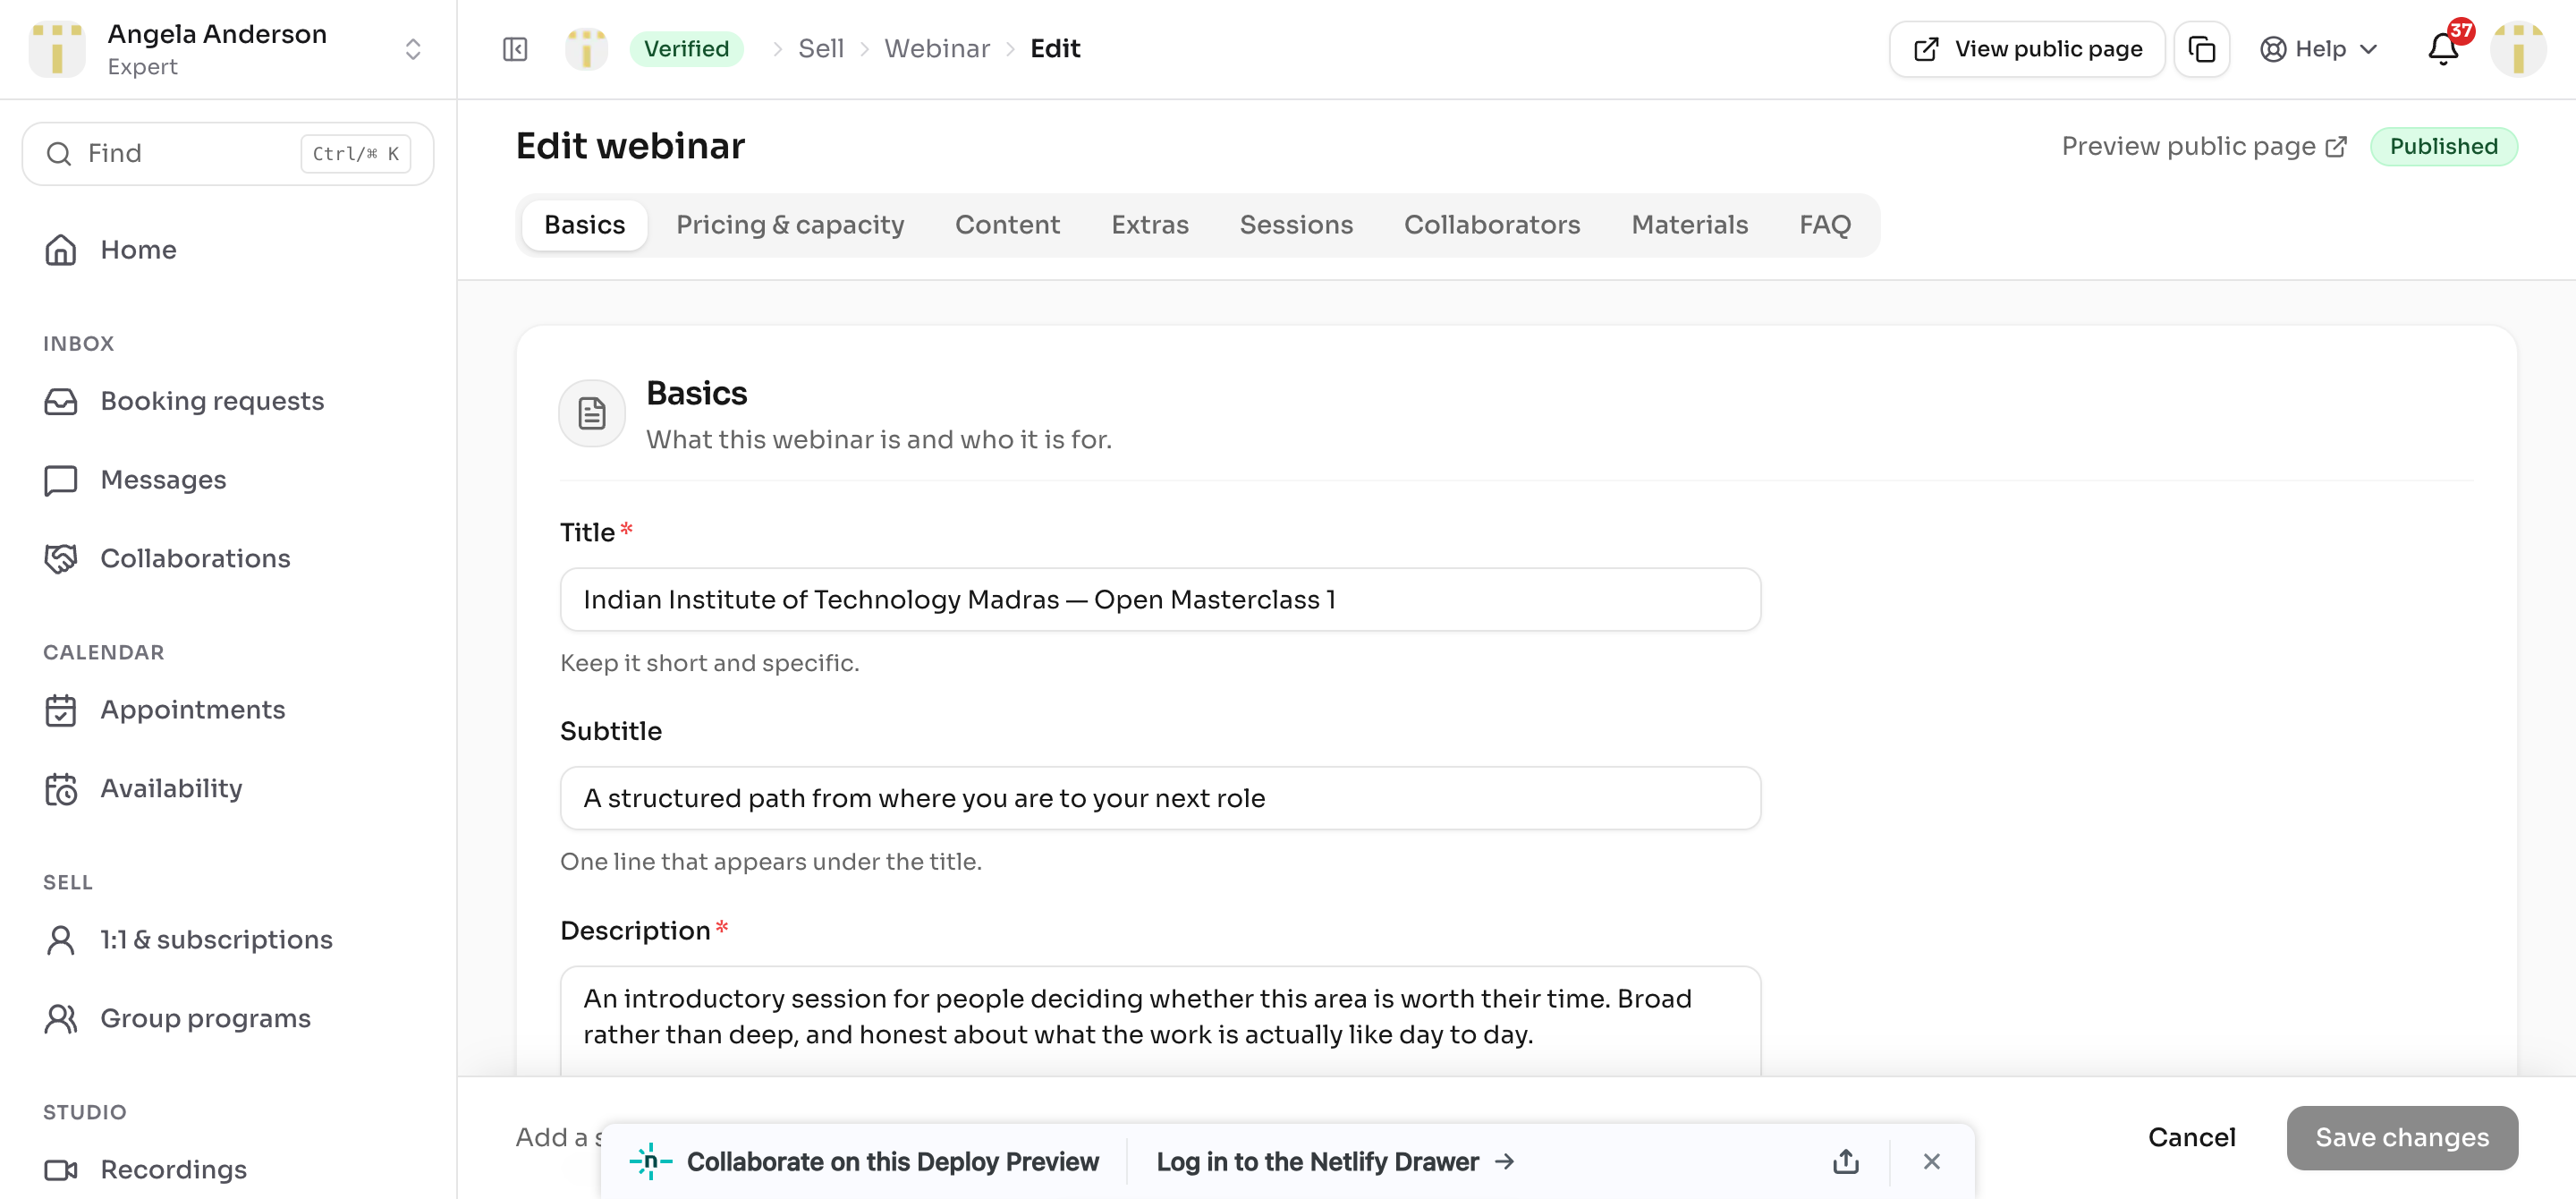 Angela Anderson
Expert
Find
Ctrl/⌘ K
Home
INBOX
Booking requests
Messages
Collaborations
CALENDAR
Appointments
Availability
SELL
1:1 & subscriptions
Group programs
STUDIO
Recordings
Verified
Sell
Webinar
Edit
View public page
Help
37
Edit webinar
Preview public page
Published
Basics
Pricing & capacity
Content
Extras
Sessions
Collaborators
Materials
FAQ
Basics
What this webinar is and who it is for.
Title *
Indian Institute of Technology Madras — Open Masterclass 1
Keep it short and specific.
Subtitle
A structured path from where you are to your next role
One line that appears under the title.
Description *
An introductory session for people deciding whether this area is worth their time. Broad
rather than deep, and honest about what the work is actually like day to day.
Add a
Collaborate on this Deploy Preview
Log in to the Netlify Drawer →
Cancel
Save changes